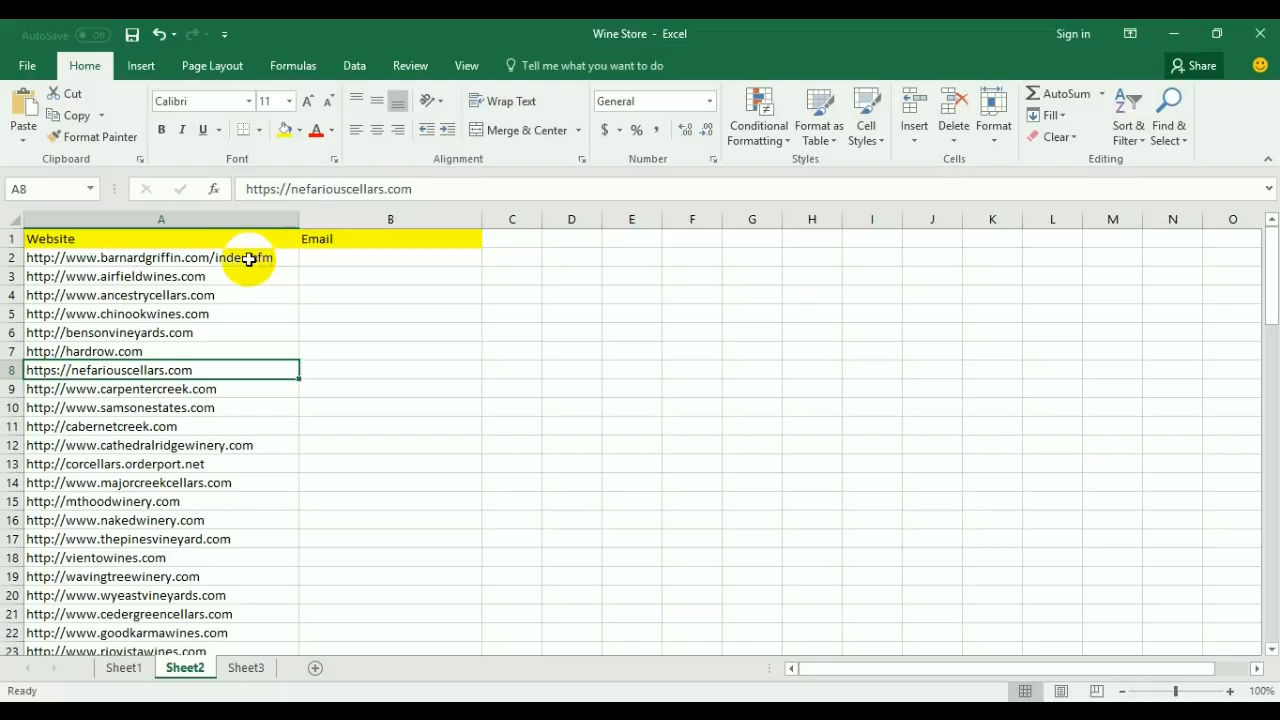 AutoSave Off Wine Store - Excel Sign in
File Home Insert Page Layout Formulas Data Review View Tell me what you want to do Share
Paste
Cut
Copy
Format Painter
Clipboard
Calibri 11
B I U
Font
Wrap Text
Merge & Center
Alignment
General
$ % ,
Number
Conditional Formatting
Format as Table
Cell Styles
Styles
Insert
Delete
Format
Cells
AutoSum
Fill
Clear
Sort & Filter
Find & Select
Editing
A8 fx https://nefariouscellars.com
A B C D E F G H I J K L M N O
1 Website Email
2 http://www.barnardgriffin.com/index.cfm
3 http://www.airfieldwines.com
4 http://www.ancestrycellars.com
5 http://www.chinookwines.com
6 http://bensonvineyards.com
7 http://hardrow.com
8 https://nefariouscellars.com
9 http://www.carpentercreek.com
10 http://www.samsonestates.com
11 http://cabernetcreek.com
12 http://www.cathedralridgewinery.com
13 http://corcellars.orderport.net
14 http://www.majorcreekcellars.com
15 http://mthoodwinery.com
16 http://www.nakedwinery.com
17 http://www.thepinesvineyard.com
18 http://vientowines.com
19 http://wavingtreewinery.com
20 http://www.wyeastvineyards.com
21 http://www.cedergreencellars.com
22 http://www.goodkarmawines.com
23 http://www.riovistawines.com
Sheet1 Sheet2 Sheet3
Ready 100%